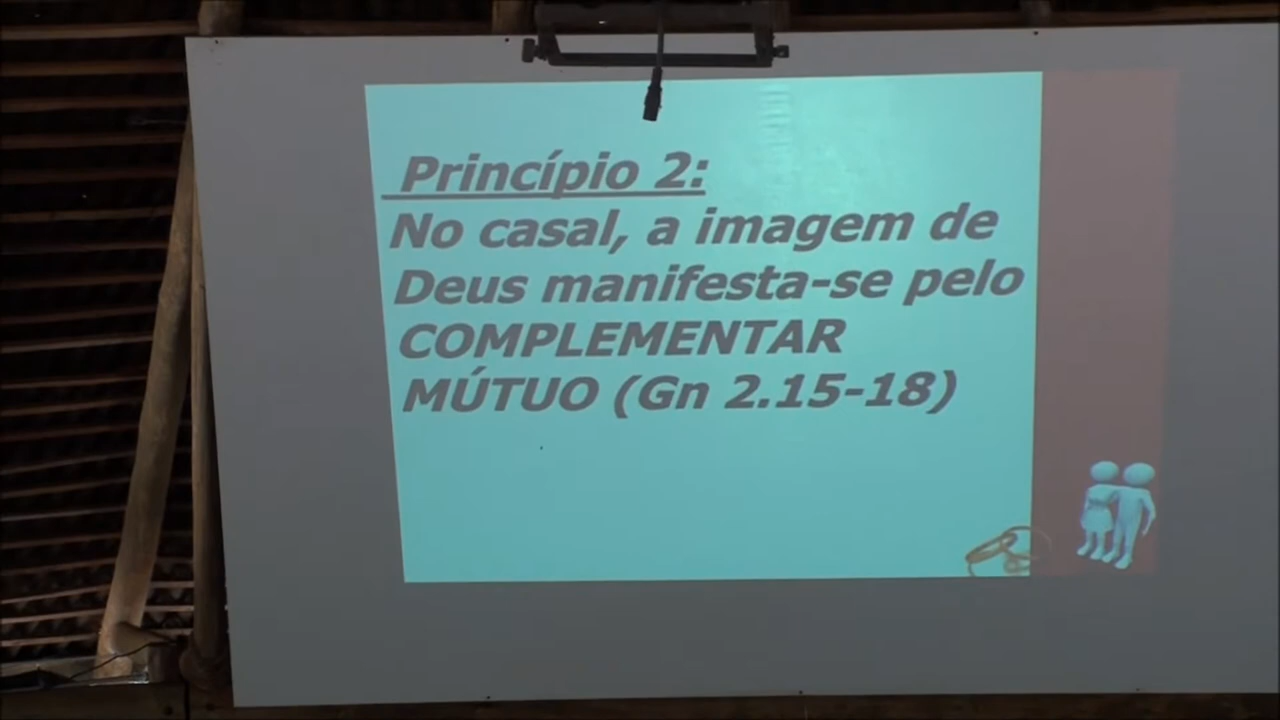 Princípio 2:
No casal, a imagem de
Deus manifesta-se pelo
COMPLEMENTAR
MÚTUO (Gn 2.15-18)